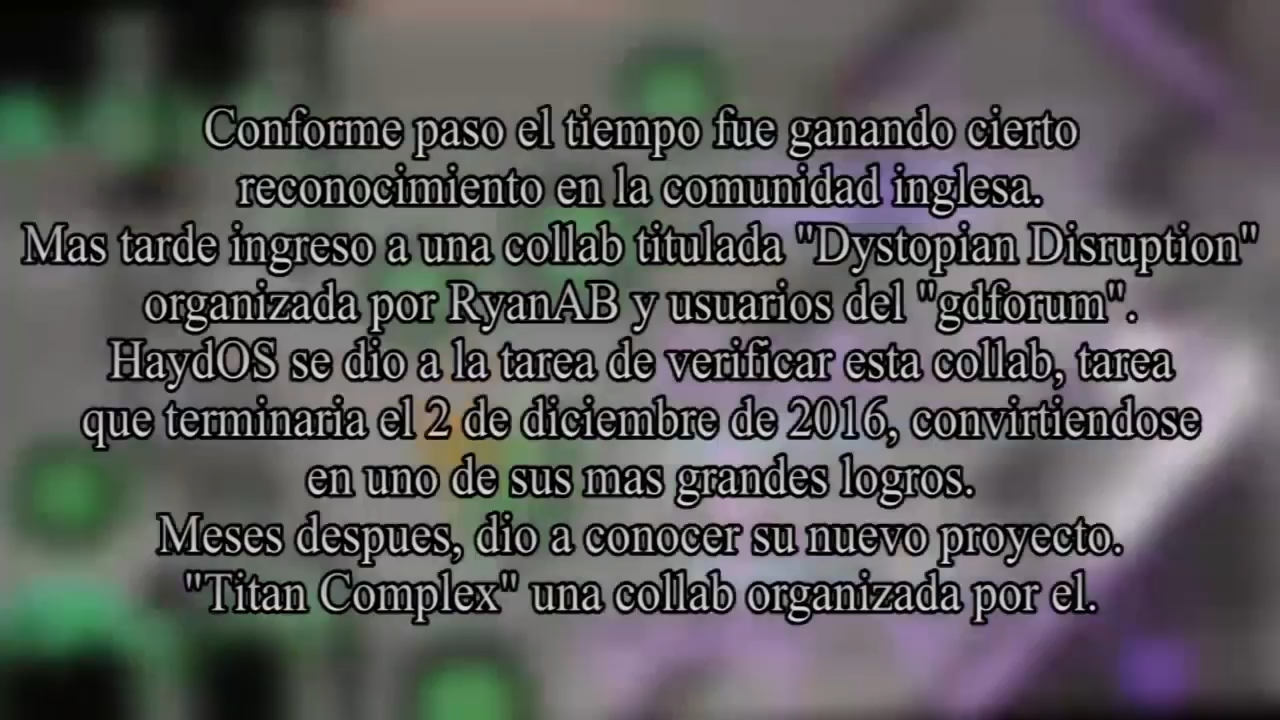 Conforme paso el tiempo fue ganando cierto
reconocimiento en la comunidad inglesa.
Mas tarde ingreso a una collab titulada "Dystopian Disruption"
organizada por RyanAB y usuarios del "gdforum".
HaydOS se dio a la tarea de verificar esta collab, tarea
que terminaria el 2 de diciembre de 2016, convirtiendose
en uno de sus mas grandes logros.
Meses despues, dio a conocer su nuevo proyecto.
"Titan Complex" una collab organizada por el.